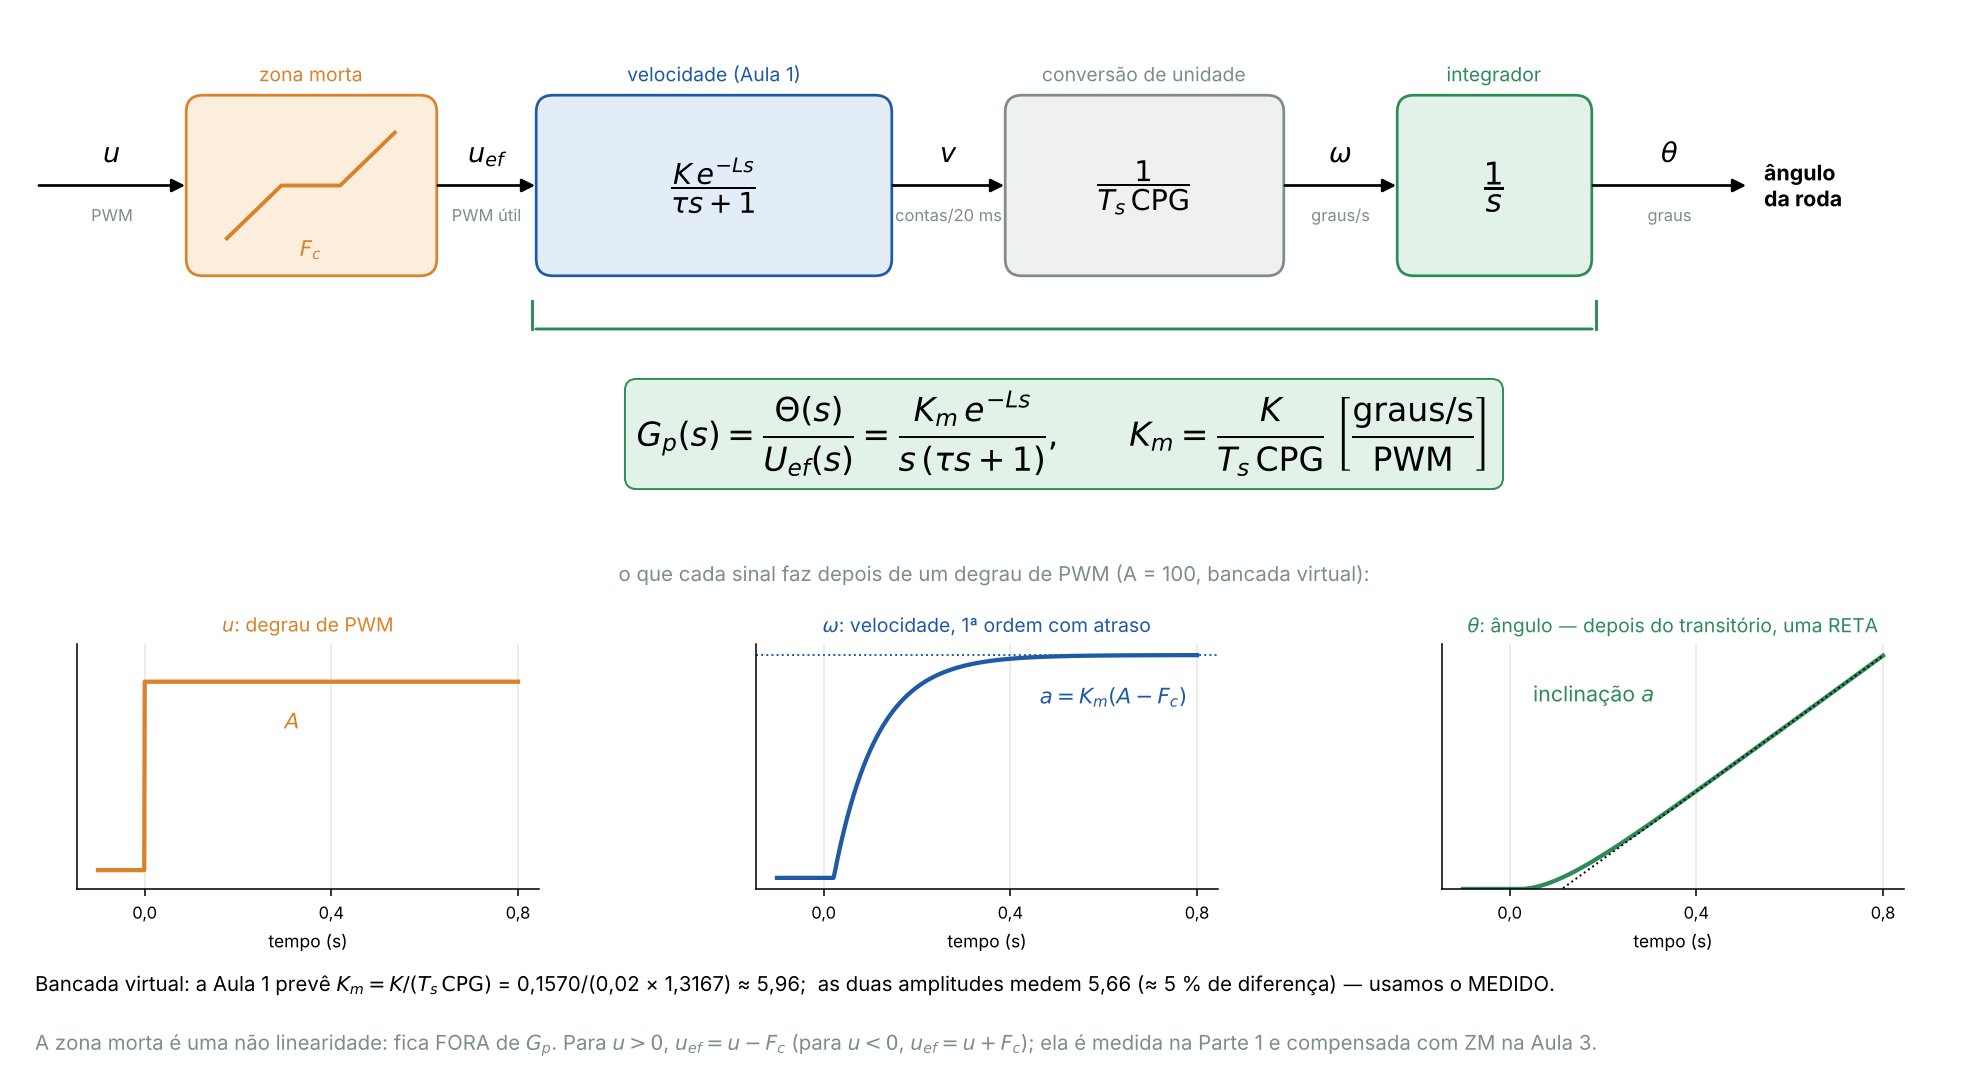 zona morta
velocidade (Aula 1)
conversão de unidade
integrador
u
u_ef
v
ω
θ
K e^{-Ls} / (τs + 1)
1 / (T_s CPG)
1/s
ângulo
da roda
PWM
PWM útil
contas/20 ms
graus/s
graus
F_c
G_p(s) = Θ(s)/U_ef(s) = K_m e^{-Ls} / (s (τs + 1)), K_m = K/(T_s CPG) [graus/s / PWM]
o que cada sinal faz depois de um degrau de PWM (A = 100, bancada virtual):
u: degrau de PWM
A
0,0 0,4 0,8
tempo (s)
ω: velocidade, 1ª ordem com atraso
a = K_m(A − F_c)
0,0 0,4 0,8
tempo (s)
θ: ângulo — depois do transitório, uma RETA
inclinação a
0,0 0,4 0,8
tempo (s)
Bancada virtual: a Aula 1 prevê K_m = K/(T_s CPG) = 0,1570/(0,02 × 1,3167) ≈ 5,96; as duas amplitudes medem 5,66 (≈ 5 % de diferença) — usamos o MEDIDO.
A zona morta é uma não linearidade: fica FORA de G_p. Para u > 0, u_ef = u − F_c (para u < 0, u_ef = u + F_c); ela é medida na Parte 1 e compensada com ZM na Aula 3.